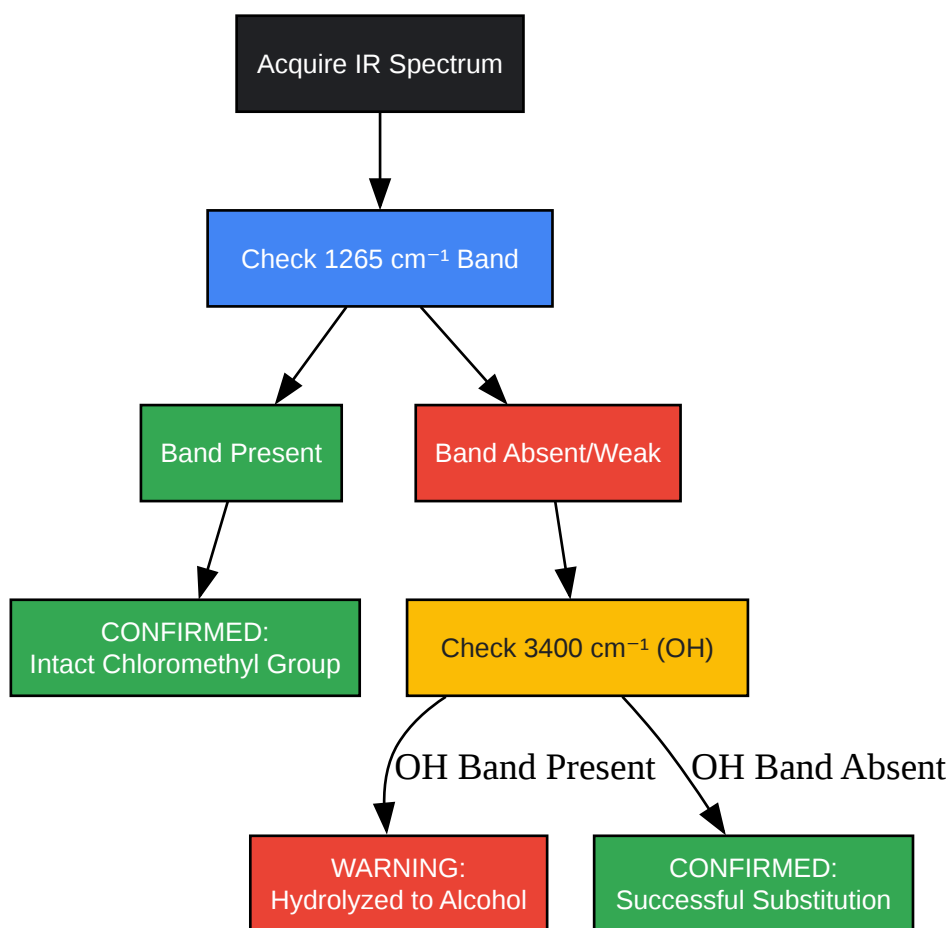 Acquire IR Spectrum
Check 1265 cm⁻¹ Band
Band Present
Band Absent/Weak
CONFIRMED:
Intact Chloromethyl Group
Check 3400 cm⁻¹ (OH)
OH Band Present
OH Band Absent
WARNING:
Hydrolyzed to Alcohol
CONFIRMED:
Successful Substitution